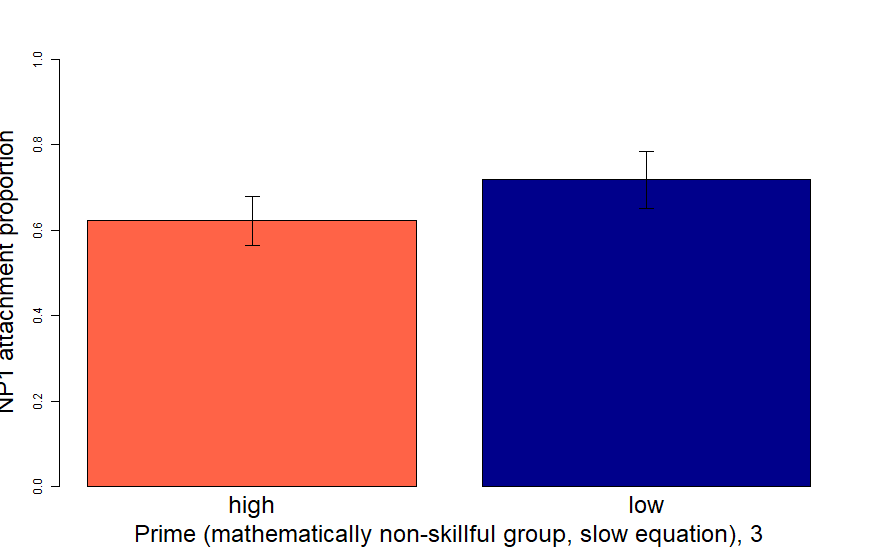 1.0
0.8
0.6
0.4
0.2
0.0
NP1 attachment proportion
high
low
Prime (mathematically non-skillful group, slow equation), 3